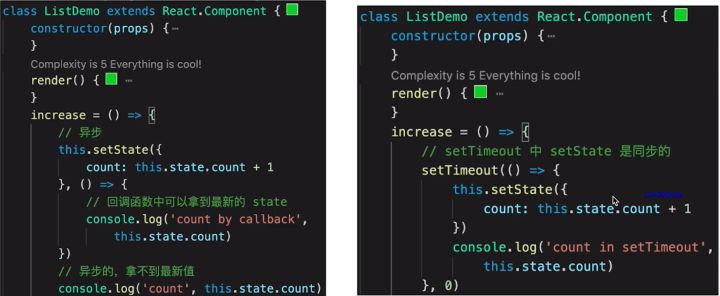 class ListDemo extends React.Component {
constructor(props) {…
}
Complexity is 5 Everything is cool!
render() { …
}
increase = () => {
// 异步
this.setState({
count: this.state.count + 1
}, () => {
// 回调函数中可以拿到最新的 state
console.log('count by callback',
this.state.count)
})
// 异步的，拿不到最新值
console.log('count', this.state.count)
class ListDemo extends React.Component {
constructor(props) {…
}
Complexity is 5 Everything is cool!
render() { …
}
increase = () => {
// setTimeout 中 setState 是同步的
setTimeout(() => {
this.setState({
count: this.state.count + 1
})
console.log('count in setTimeout',
this.state.count)
}, 0)